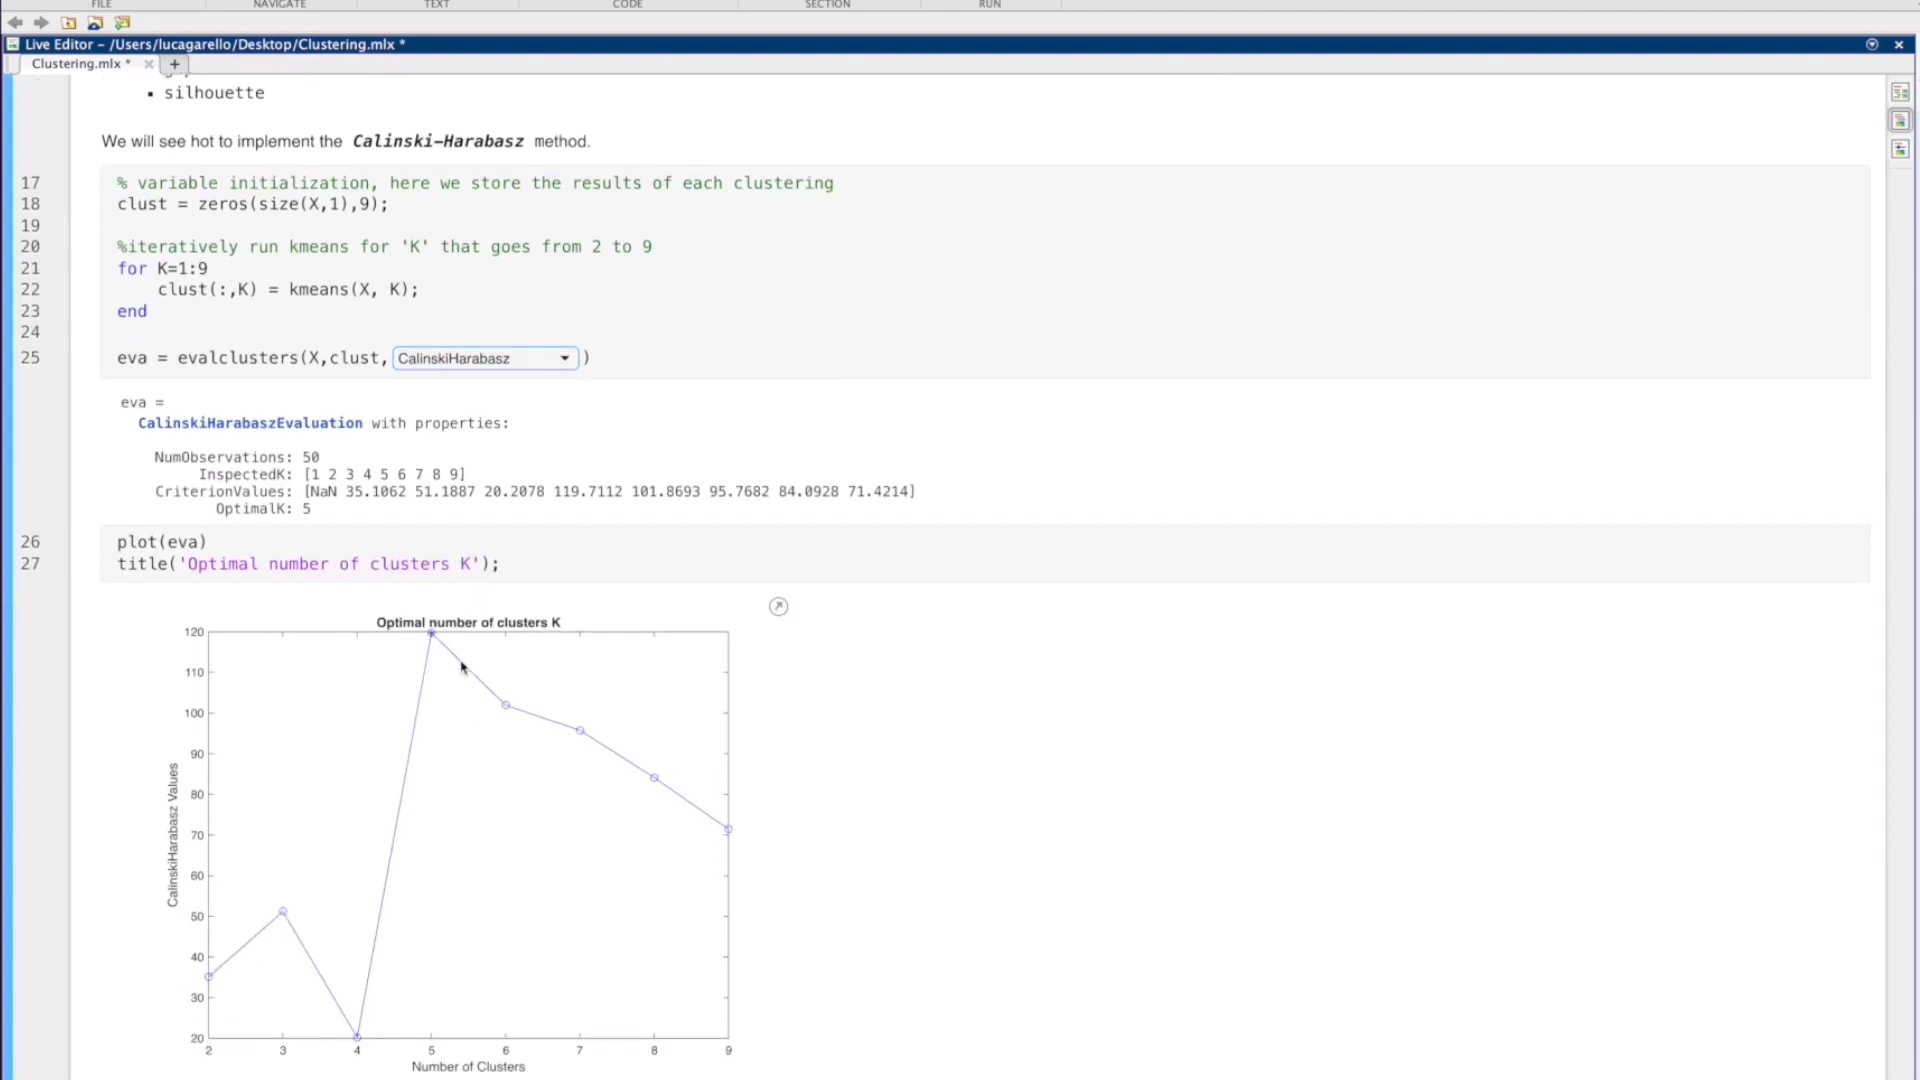 FILE NAVIGATE TEXT CODE SECTION RUN
Live Editor – /Users/lucagarello/Desktop/Clustering.mlx *
Clustering.mlx * × +
▪ silhouette
We will see hot to implement the Calinski-Harabasz method.
17 % variable initialization, here we store the results of each clustering
18 clust = zeros(size(X,1),9);
19
20 %iteratively run kmeans for 'K' that goes from 2 to 9
21 for K=1:9
22 clust(:,K) = kmeans(X, K);
23 end
24
25 eva = evalclusters(X,clust, CalinskiHarabasz )
eva =
CalinskiHarabaszEvaluation with properties:
NumObservations: 50
InspectedK: [1 2 3 4 5 6 7 8 9]
CriterionValues: [NaN 35.1062 51.1887 20.2078 119.7112 101.8693 95.7682 84.0928 71.4214]
OptimalK: 5
26 plot(eva)
27 title('Optimal number of clusters K');
Optimal number of clusters K
120
110
100
90
80
70
60
50
40
30
20
CalinskiHarabasz Values
2 3 4 5 6 7 8 9
Number of Clusters